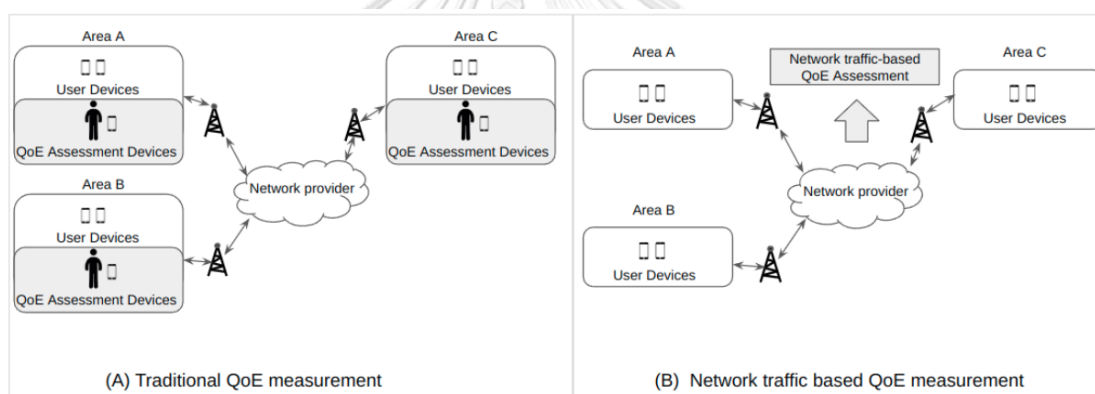 Area A
User Devices
QoE Assessment Devices
Area B
User Devices
QoE Assessment Devices
Network provider
Area C
User Devices
QoE Assessment Devices
(A) Traditional QoE measurement
Area A
User Devices
Area B
User Devices
Network traffic-based
QoE Assessment
Network provider
Area C
User Devices
(B) Network traffic based QoE measurement